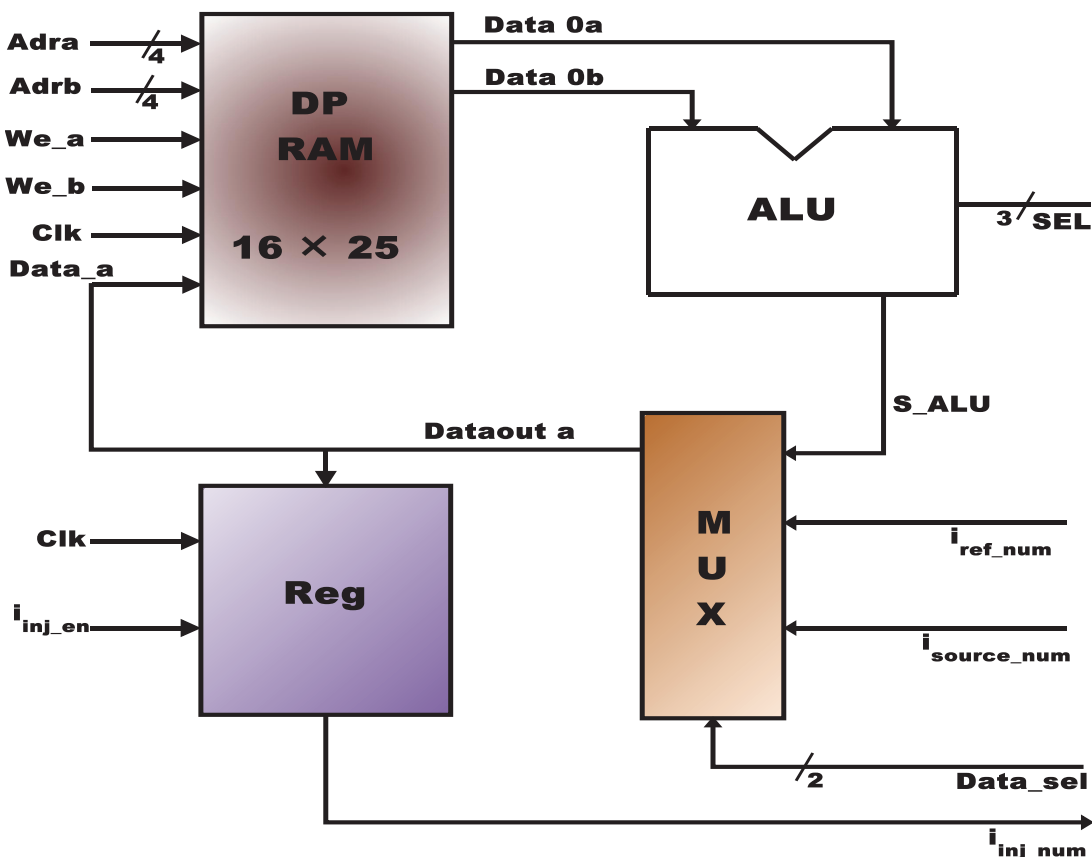 Data 0a
Adra
4
Adrb
4
Data 0b
DP
RAM
We_a
We_b
Clk
16 × 25
Data_a
ALU
3
SEL
S_ALU
Dataout a
Clk
i inj_en
Reg
M
U
X
i ref_num
i source_num
2
Data_sel
i inj_num